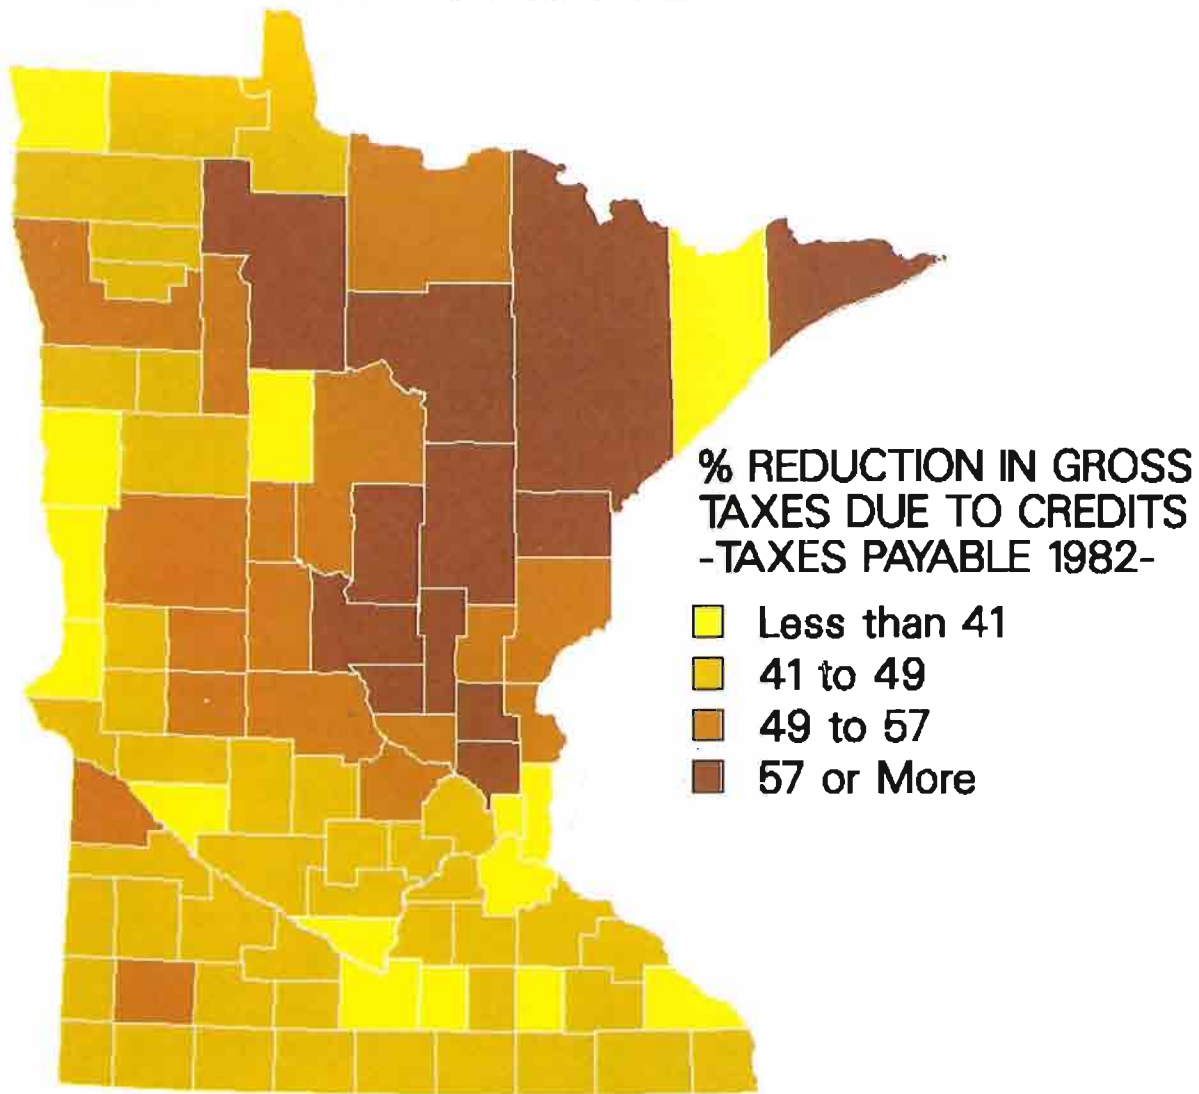 % REDUCTION IN GROSS
TAXES DUE TO CREDITS
-TAXES PAYABLE 1982-
Less than 41
41 to 49
49 to 57
57 or More